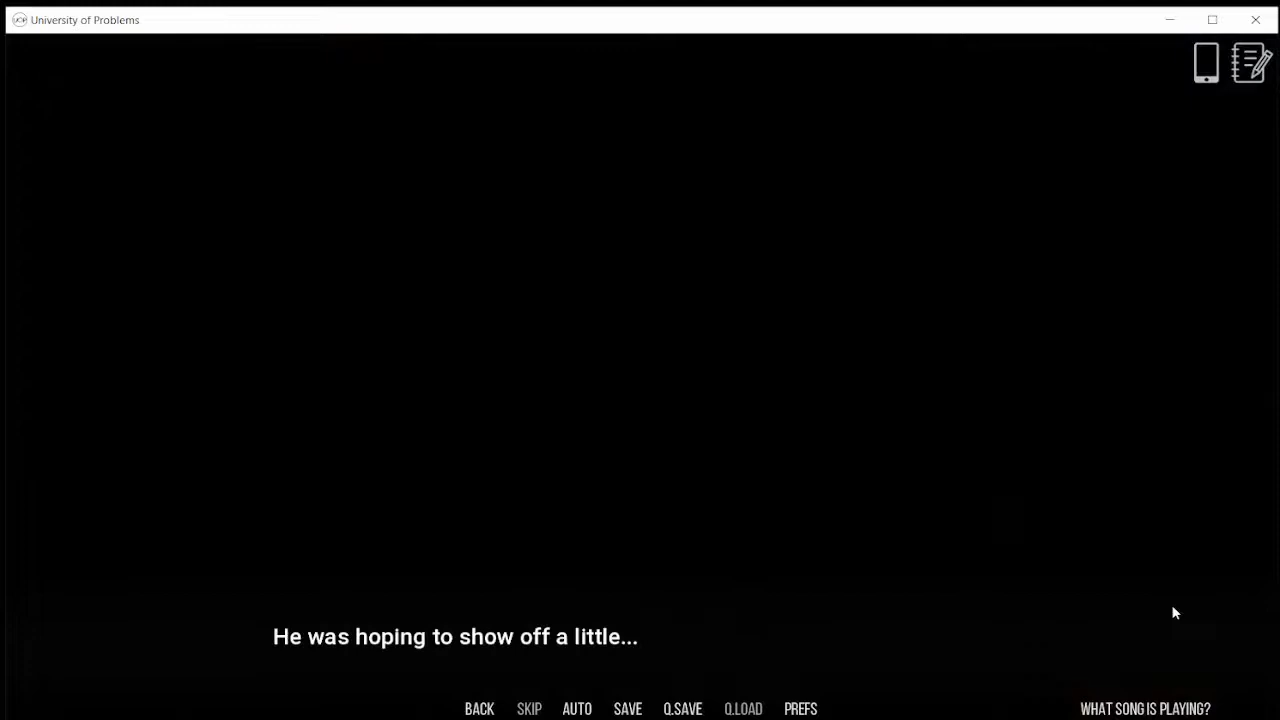 UOP University of Problems
He was hoping to show off a little...
BACK SKIP AUTO SAVE Q.SAVE Q.LOAD PREFS WHAT SONG IS PLAYING?